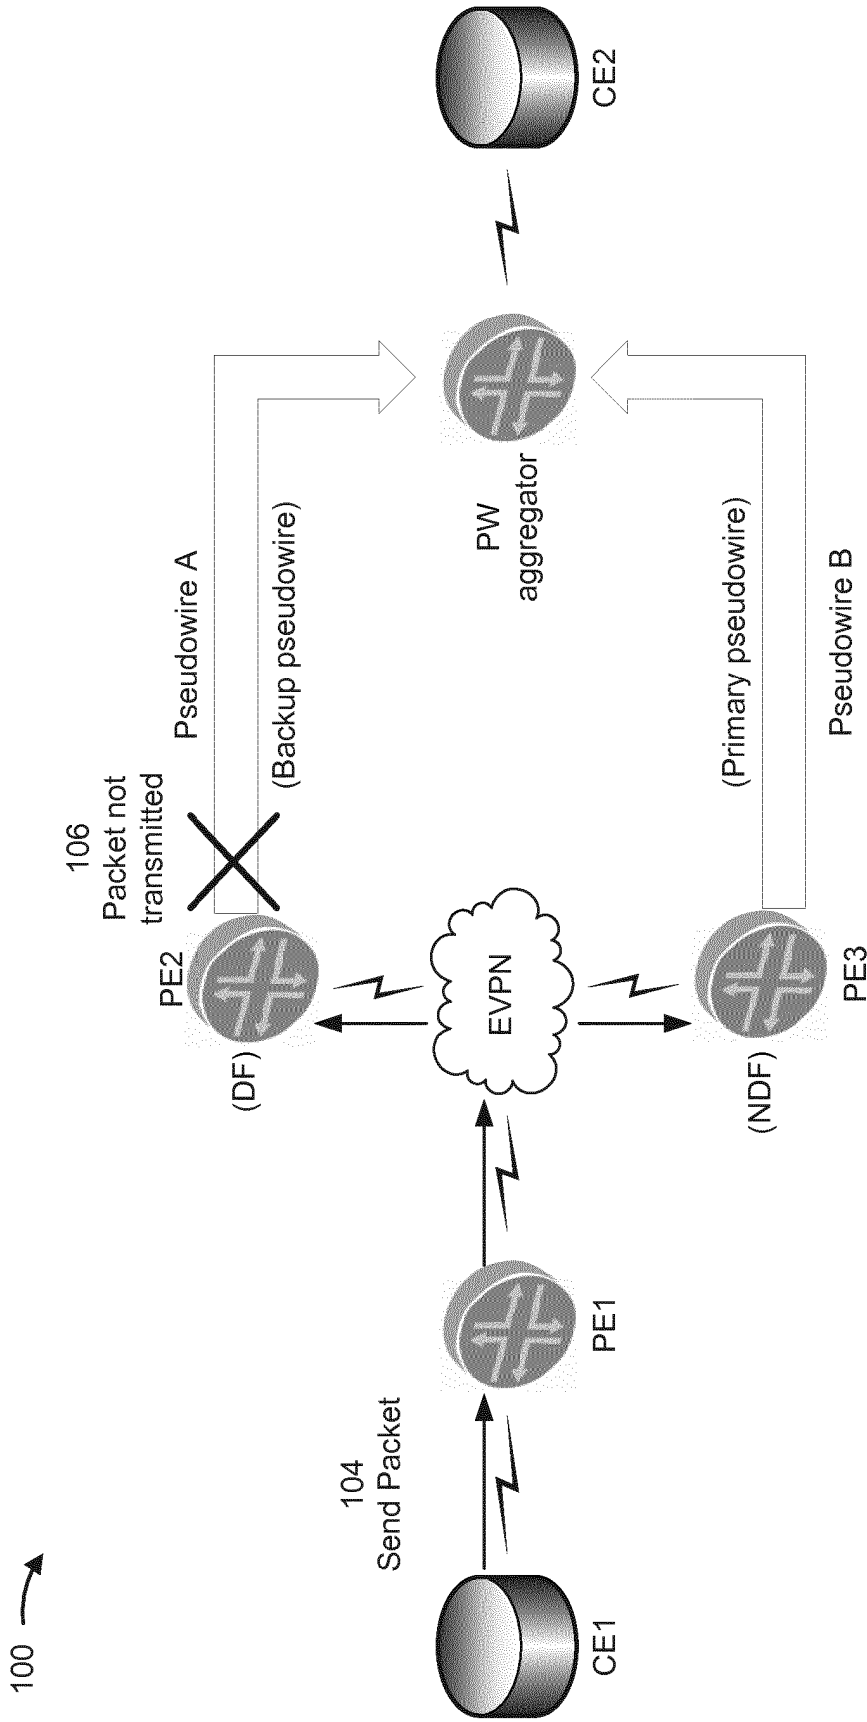 100
106
Packet not
transmitted
Pseudowire A
(Backup pseudowire)
PE2
(DF)
104
Send Packet
CE1
PE1
EVPN
PW
aggregator
CE2
(Primary pseudowire)
Pseudowire B
(NDF)
PE3